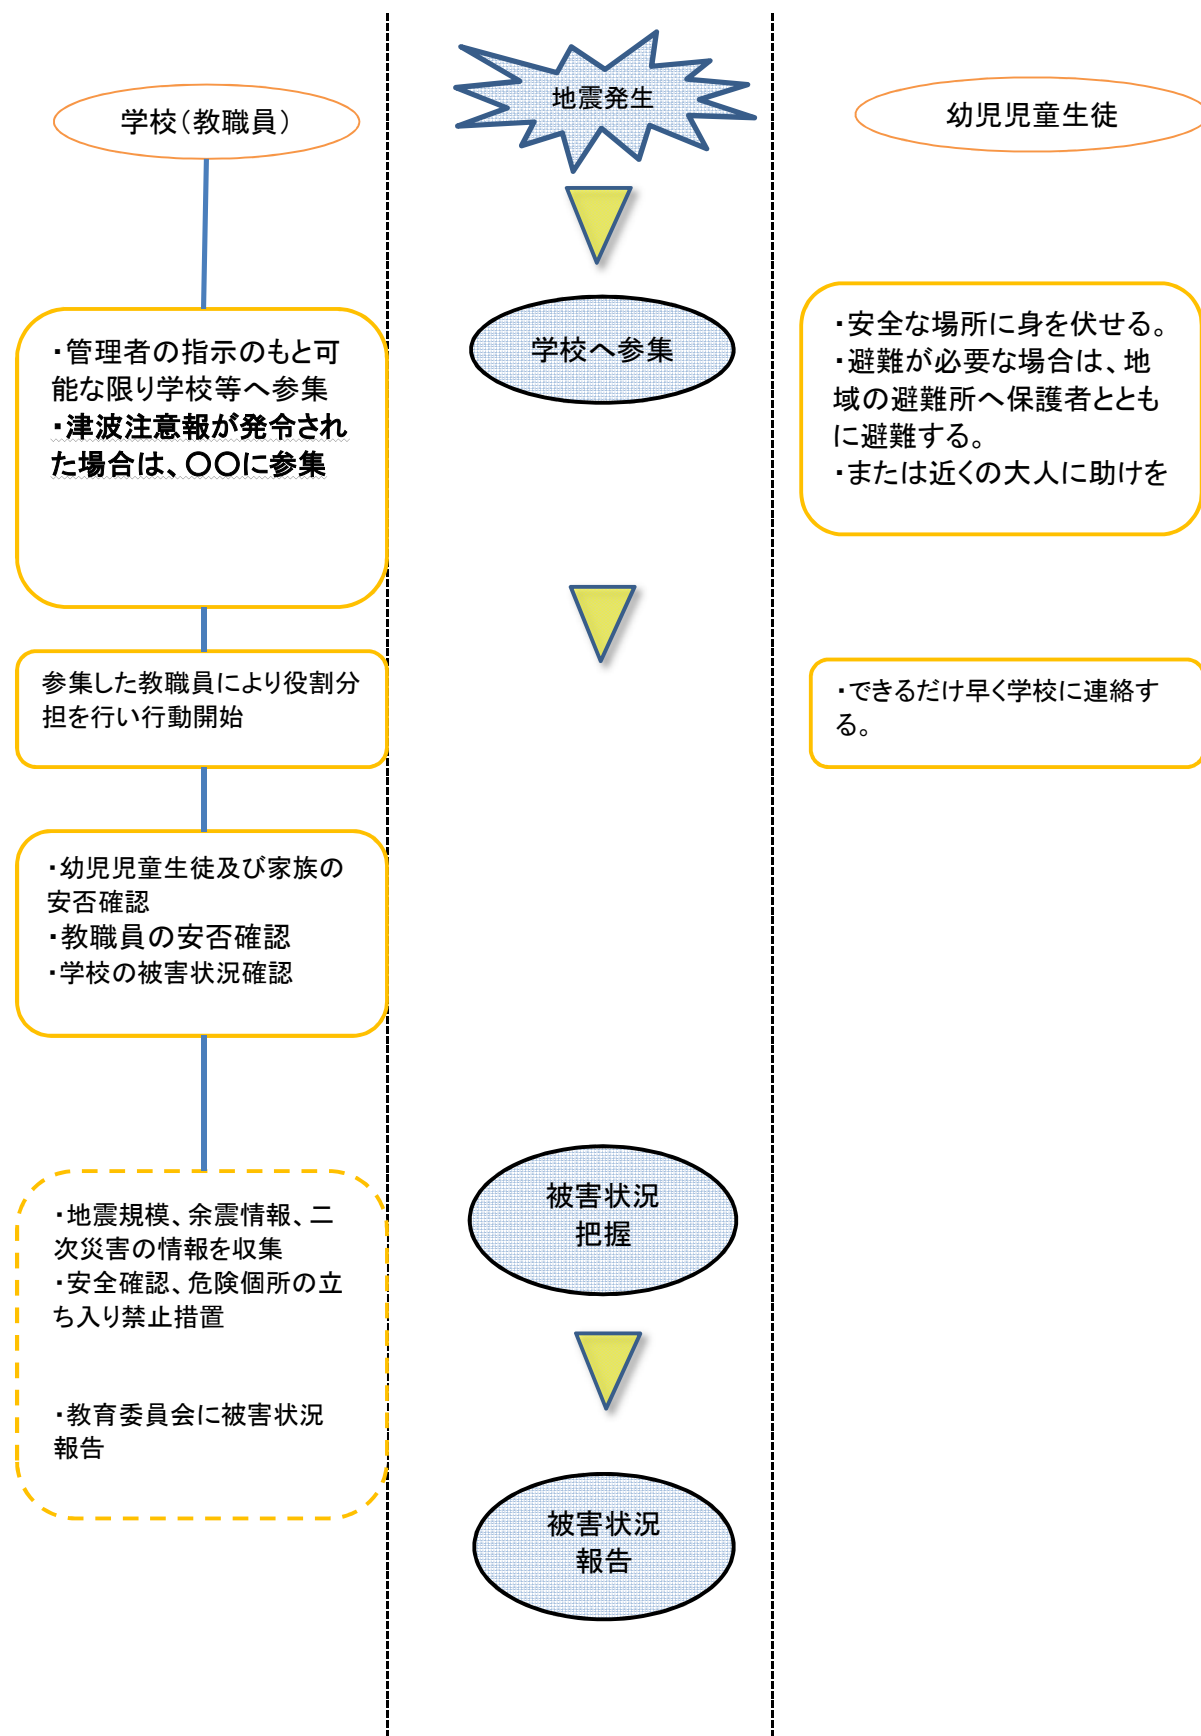 学校(教職員)
地震発生
幼児児童生徒
・管理者の指示のもと可
能な限り学校等へ参集
・津波注意報が発令され
た場合は、〇〇に参集
学校へ参集
・安全な場所に身を伏せる。
・避難が必要な場合は、地
域の避難所へ保護者ととも
に避難する。
・または近くの大人に助けを
参集した教職員により役割分
担を行い行動開始
・できるだけ早く学校に連絡す
る。
・幼児児童生徒及び家族の
安否確認
・教職員の安否確認
・学校の被害状況確認
・地震規模、余震情報、二
次災害の情報を収集
・安全確認、危険個所の立
ち入り禁止措置
・教育委員会に被害状況
報告
被害状況
把握
被害状況
報告